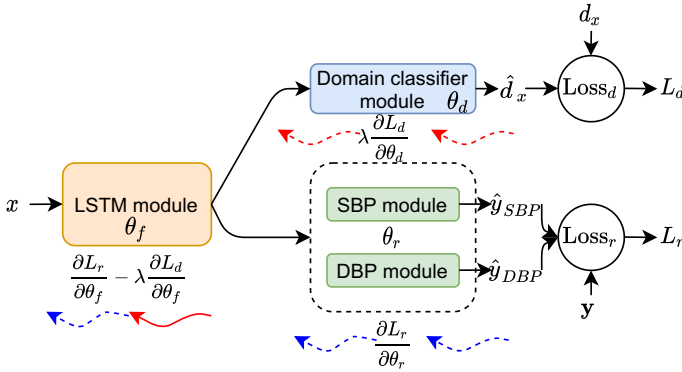 d_x
Domain classifier
module θ_d
d̂_x
Loss_d
L_d
λ ∂L_d/∂θ_d
x
LSTM module
θ_f
SBP module
ŷ_SBP
θ_r
DBP module
ŷ_DBP
Loss_r
L_r
∂L_r/∂θ_f − λ ∂L_d/∂θ_f
y
∂L_r/∂θ_r